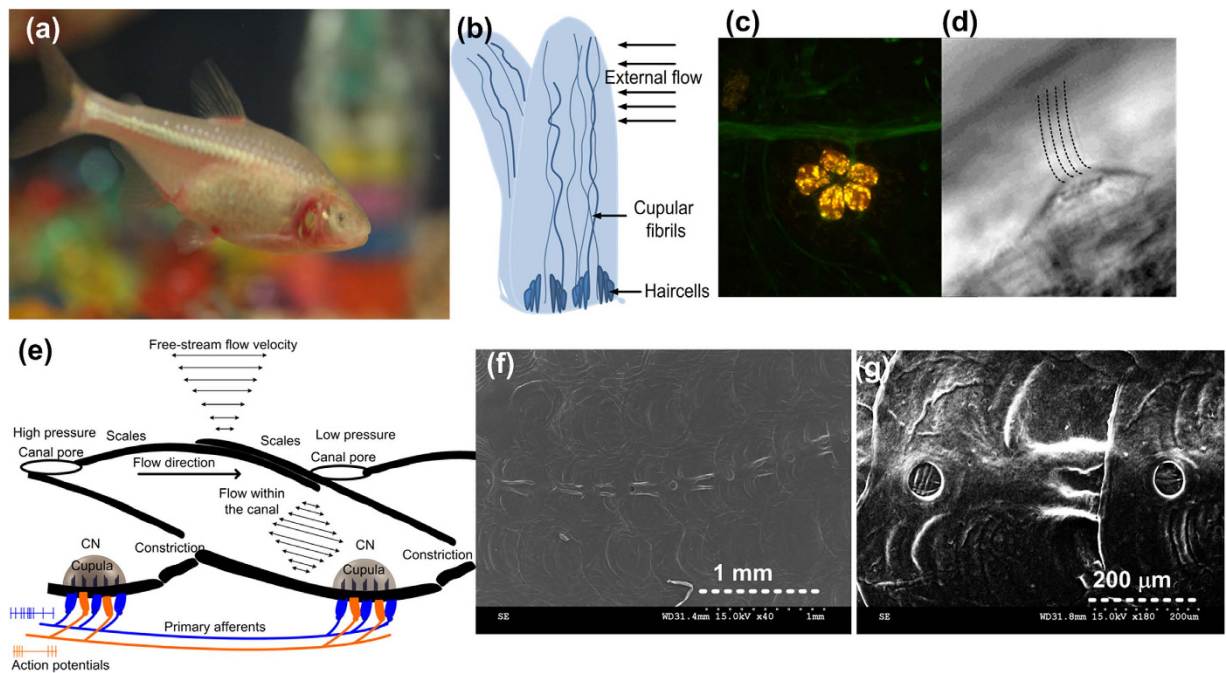 (a)
(b)
External flow
Cupular
fibrils
Haircells
(c)
(d)
(e)
Free-stream flow velocity
High pressure
Canal pore
Scales
Scales
Low pressure
Canal pore
Flow direction
Flow within
the canal
CN
Cupula
Constriction
CN
Cupula
Constriction
Primary afferents
Action potentials
(f)
1 mm
SE
WD31.4mm 15.0kV x40 1mm
(g)
200 μm
SE
WD31.8mm 15.0kV x180 200um